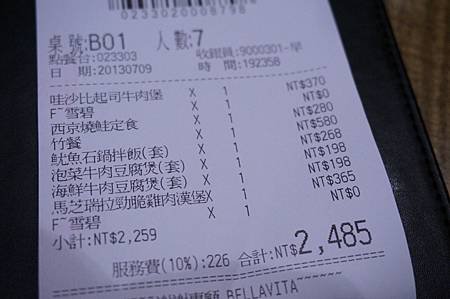 0233020008798
桌號:B01 人數:7
點餐台:023303 收銀員:9000301-早
日 期:20130709 時 間:192358
哇沙比起司牛肉堡 X 1 NT$370
F~雪碧 X 1 NT$0
西京燒鮭定食 X 1 NT$280
竹餐 X 1 NT$580
魷魚石鍋拌飯(套) X 1 NT$268
泡菜牛肉豆腐煲(套) X 1 NT$198
海鮮牛肉豆腐煲(套) X 1 NT$198
馬芝瑞拉勁脆雞肉漢堡X 1 NT$365
F~雪碧 X 1 NT$0
小計:NT$2,259
服務費(10%):226 合計:NT$2,485
BELLAVITA